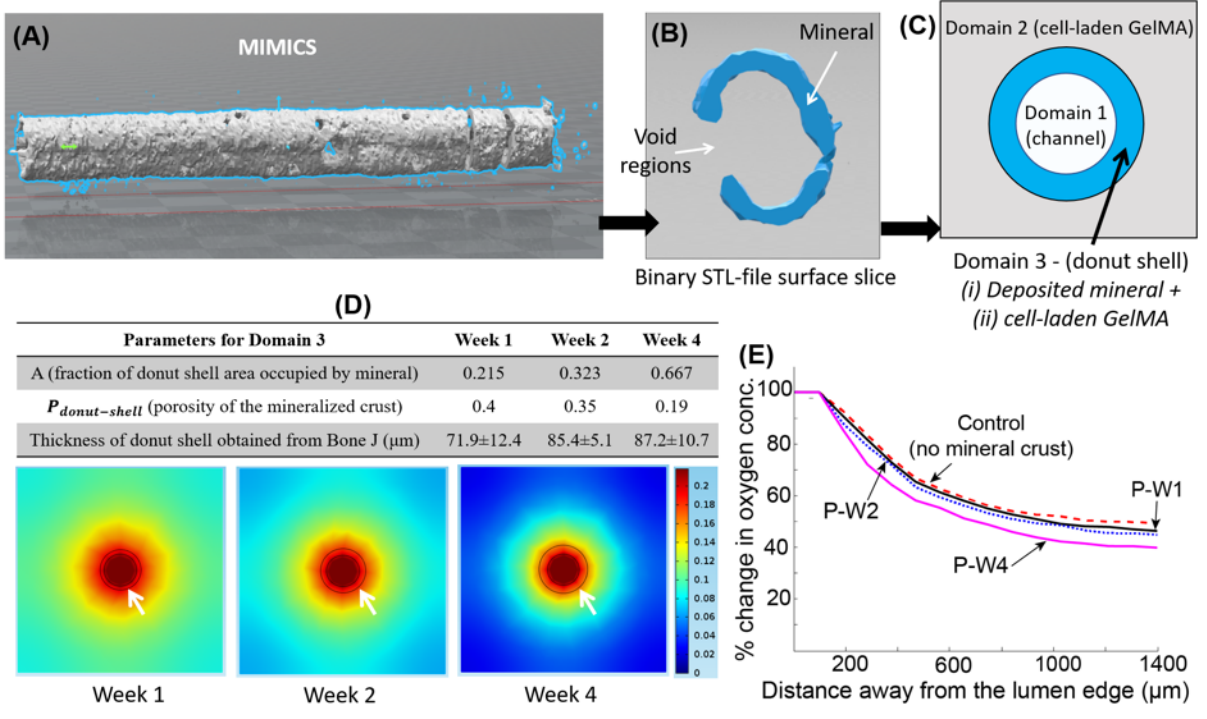 (A)
MIMICS
(B)
Mineral
Void
regions
Binary STL-file surface slice
(C)
Domain 2 (cell-laden GelMA)
Domain 1
(channel)
Domain 3 - (donut shell)
(i) Deposited mineral +
(ii) cell-laden GelMA
(D)
Parameters for Domain 3 Week 1 Week 2 Week 4
A (fraction of donut shell area occupied by mineral) 0.215 0.323 0.667
P_donut-shell (porosity of the mineralized crust) 0.4 0.35 0.19
Thickness of donut shell obtained from Bone J (µm) 71.9±12.4 85.4±5.1 87.2±10.7
0.2
0.18
0.16
0.14
0.12
0.1
0.08
0.06
0.04
0.02
0
Week 1
Week 2
Week 4
(E)
% change in oxygen conc.
100
80
60
40
20
Control
(no mineral crust)
P-W2
P-W1
P-W4
200 600 1000 1400
Distance away from the lumen edge (µm)